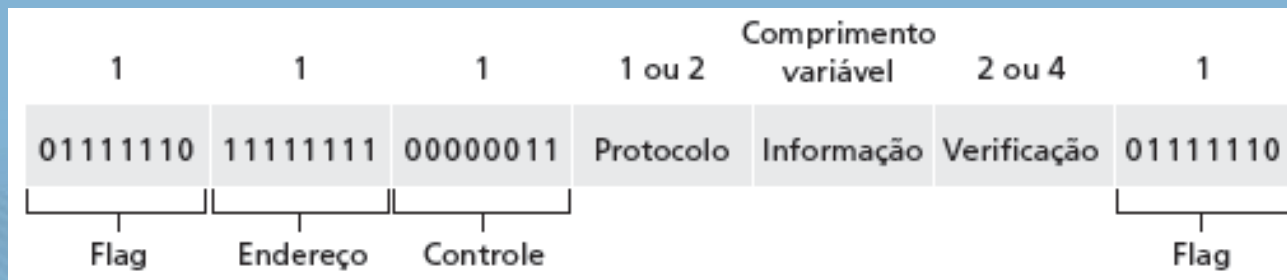 1 1 1 1 ou 2 Comprimento variável 2 ou 4 1
01111110 11111111 00000011 Protocolo Informação Verificação 01111110
Flag Endereço Controle Flag